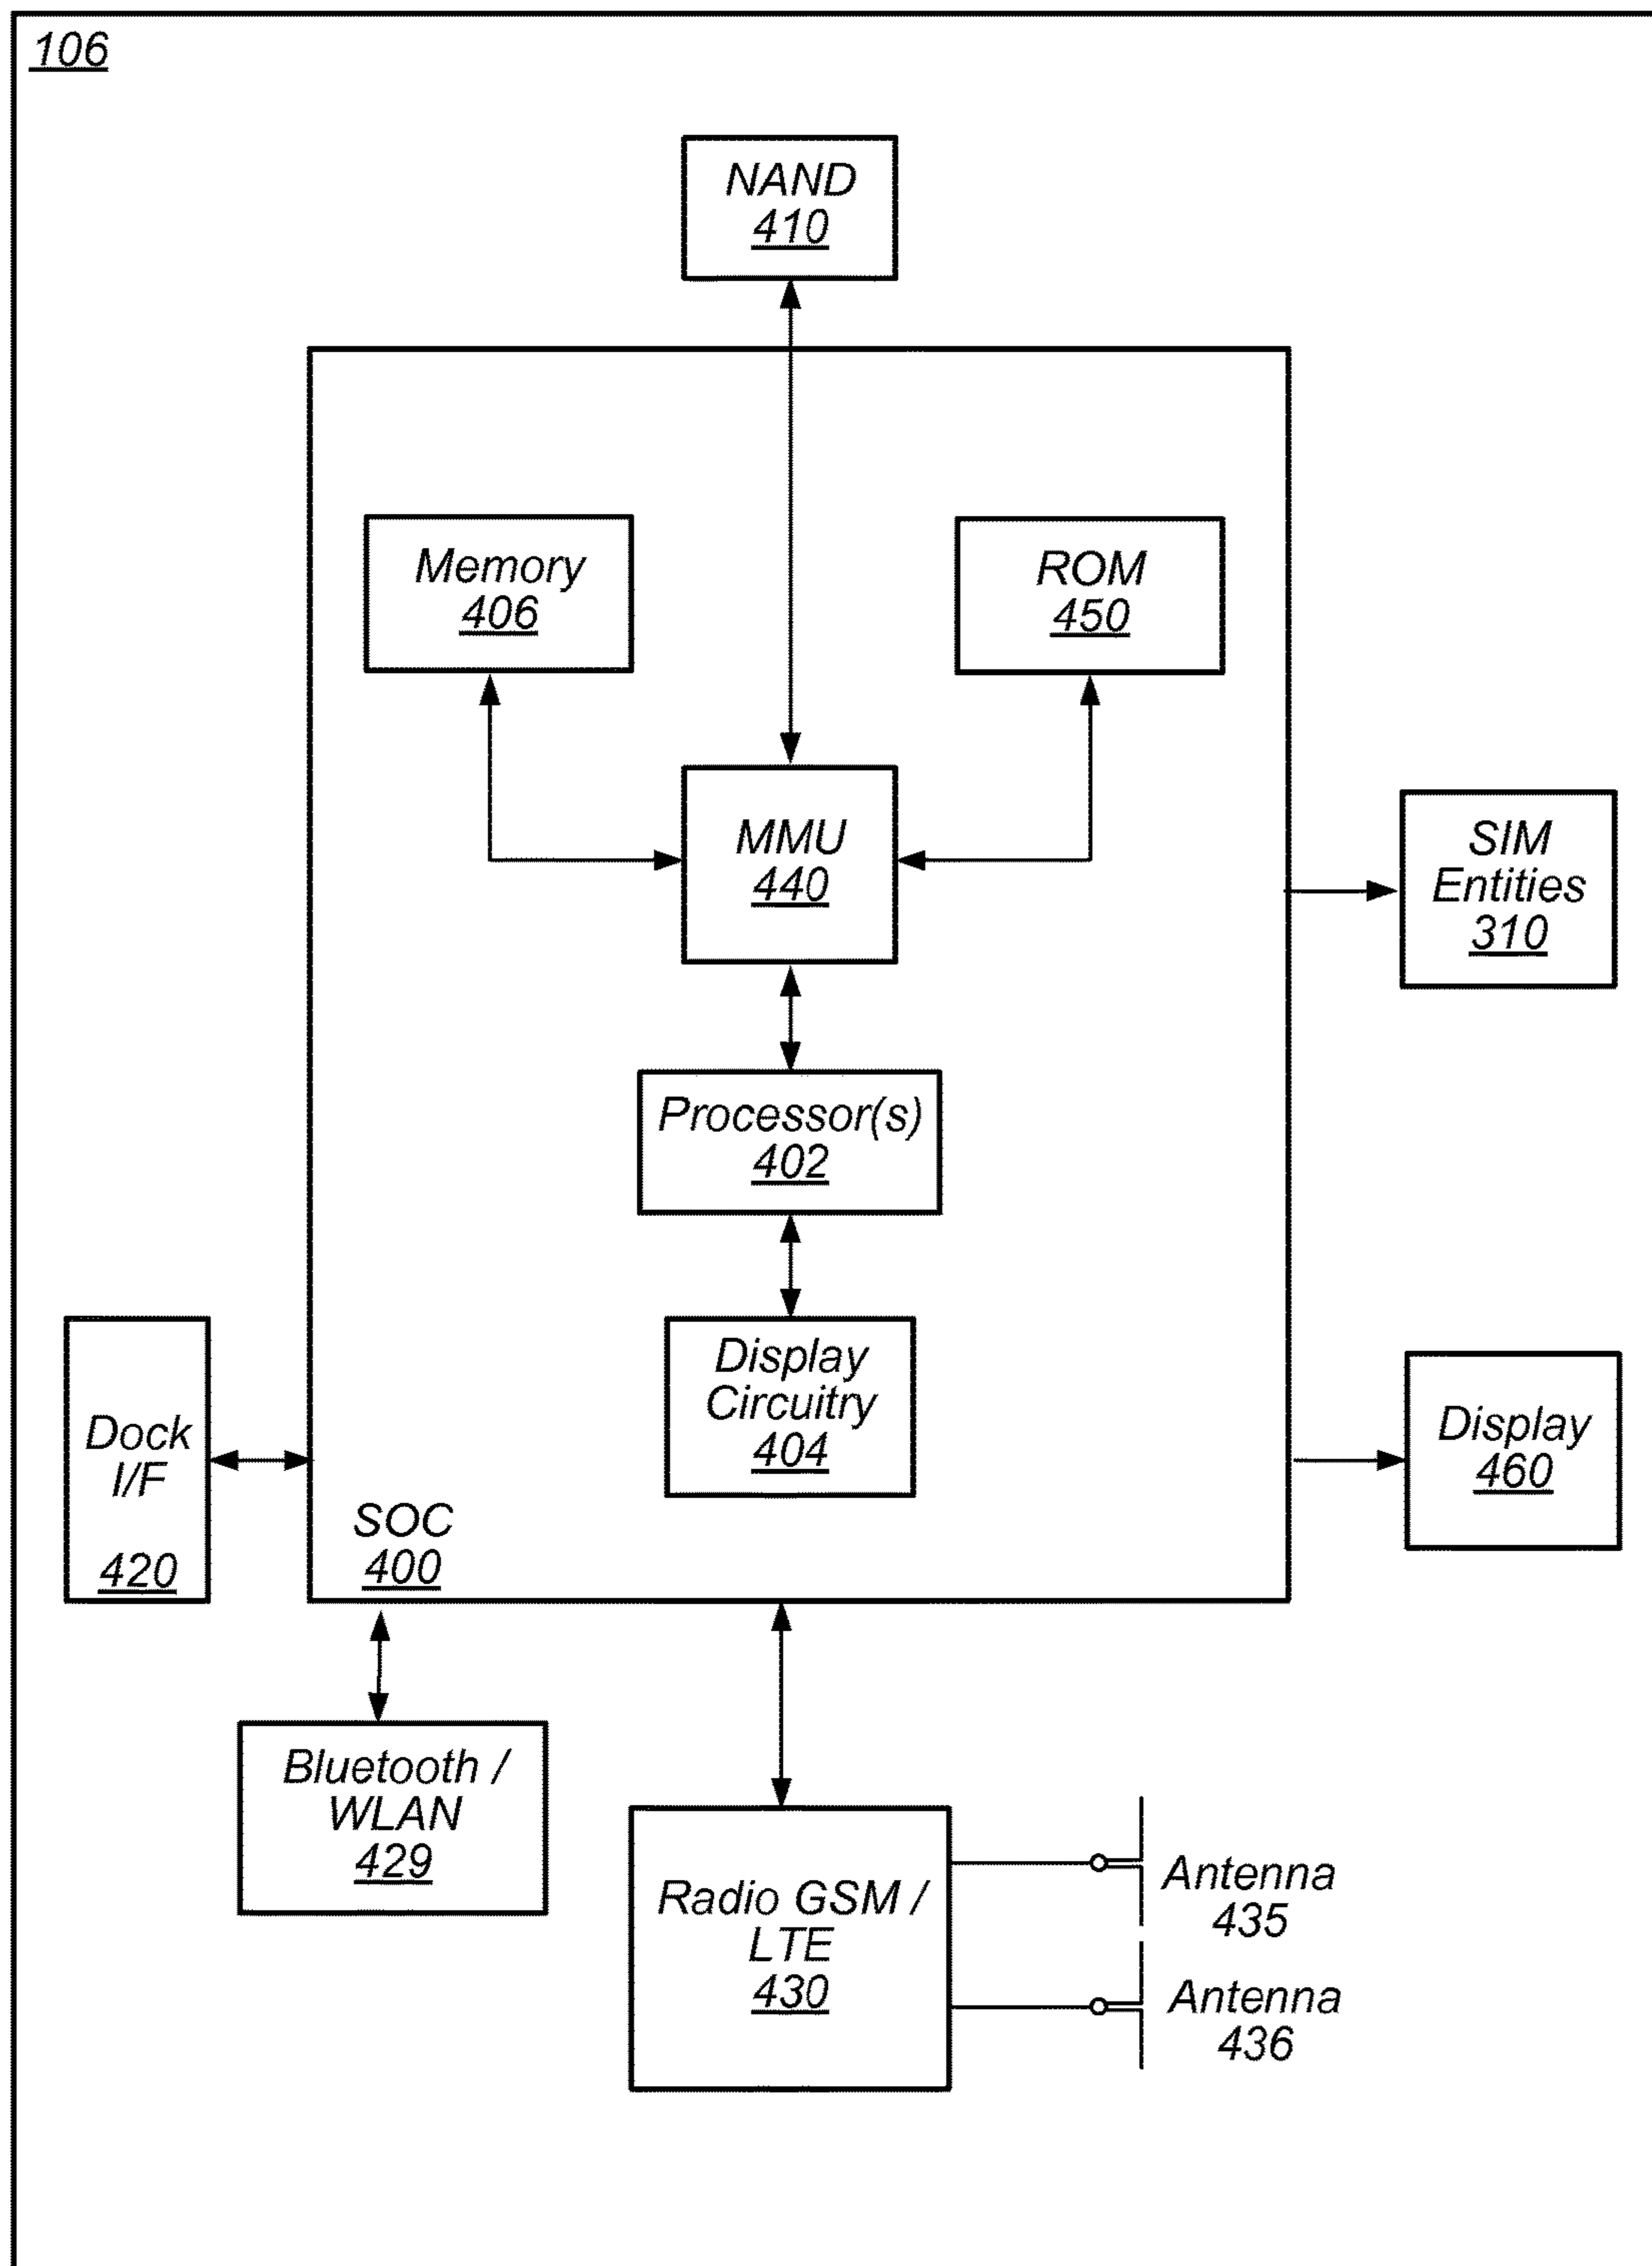 106
NAND
410
Memory
406
ROM
450
MMU
440
SIM
Entities
310
Processor(s)
402
Display
Circuitry
404
Dock
I/F
420
Display
460
SOC
400
Bluetooth /
WLAN
429
Radio GSM /
LTE
430
Antenna
435
Antenna
436